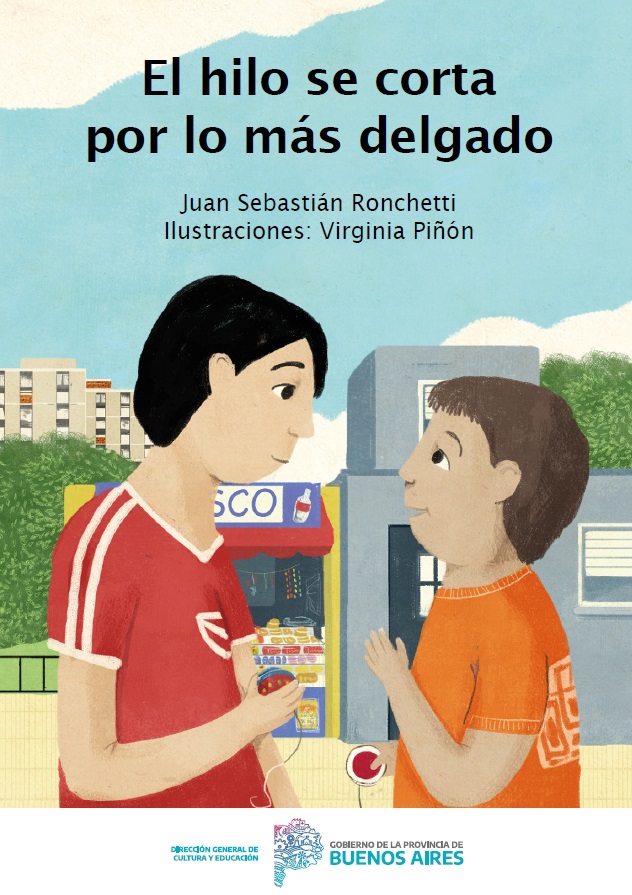 El hilo se corta
por lo más delgado
Juan Sebastián Ronchetti
Ilustraciones: Virginia Piñón
SCO
DIRECCIÓN GENERAL DE
CULTURA Y EDUCACIÓN
GOBIERNO DE LA PROVINCIA DE
BUENOS AIRES